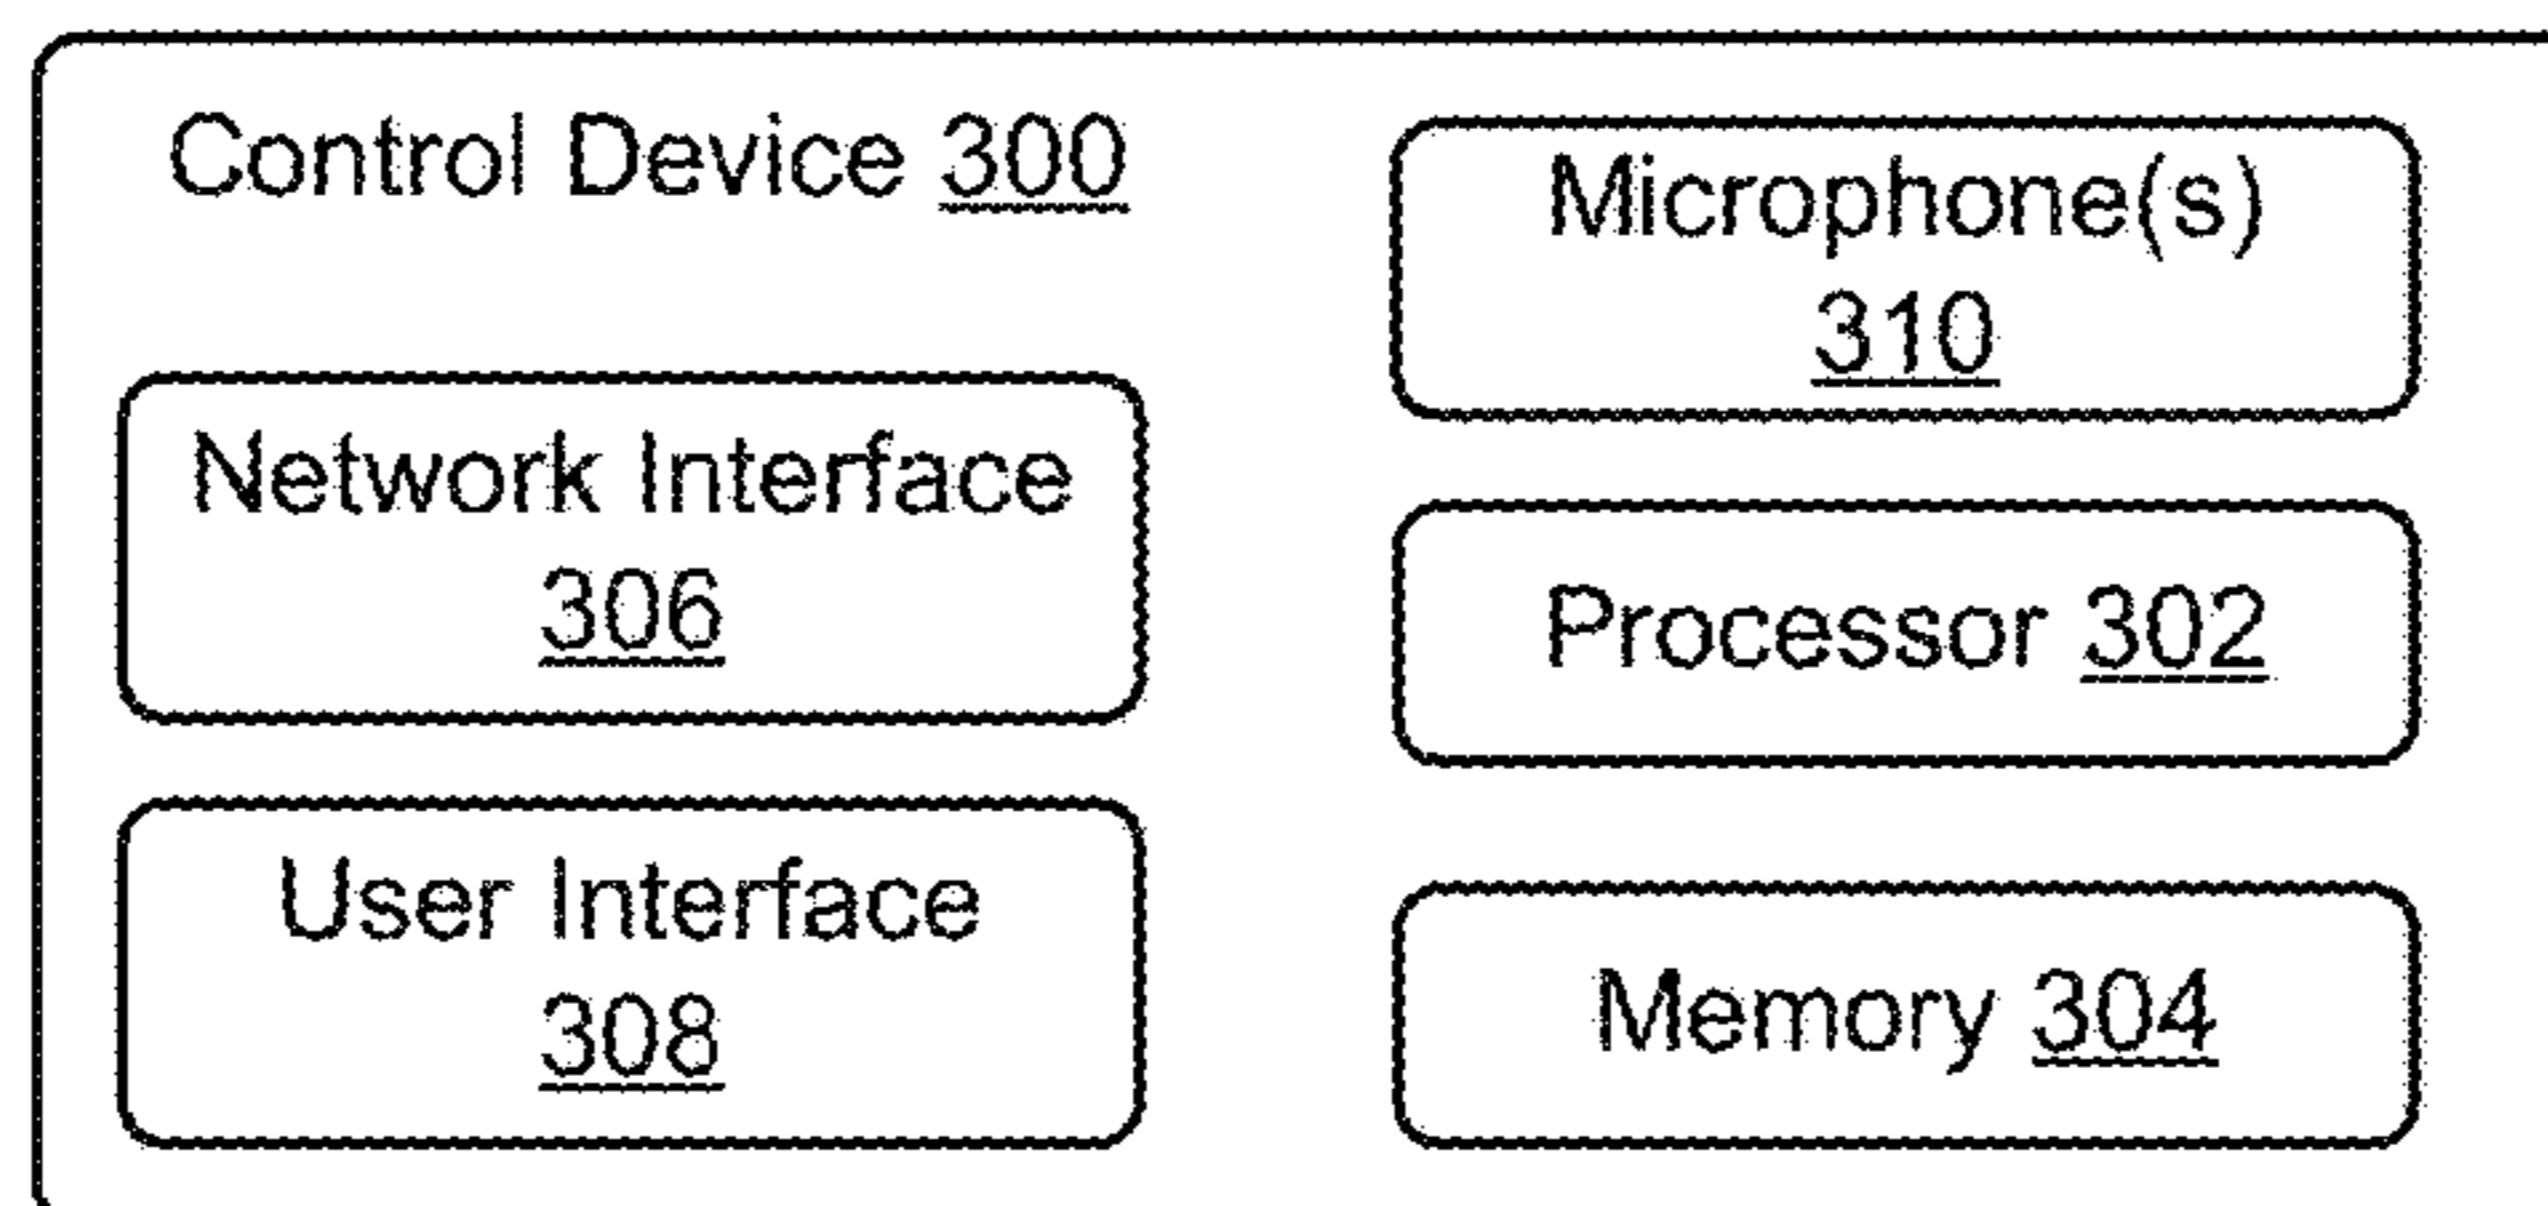 Control Device 300
Network Interface
306
User Interface
308
Microphone(s)
310
Processor 302
Memory 304